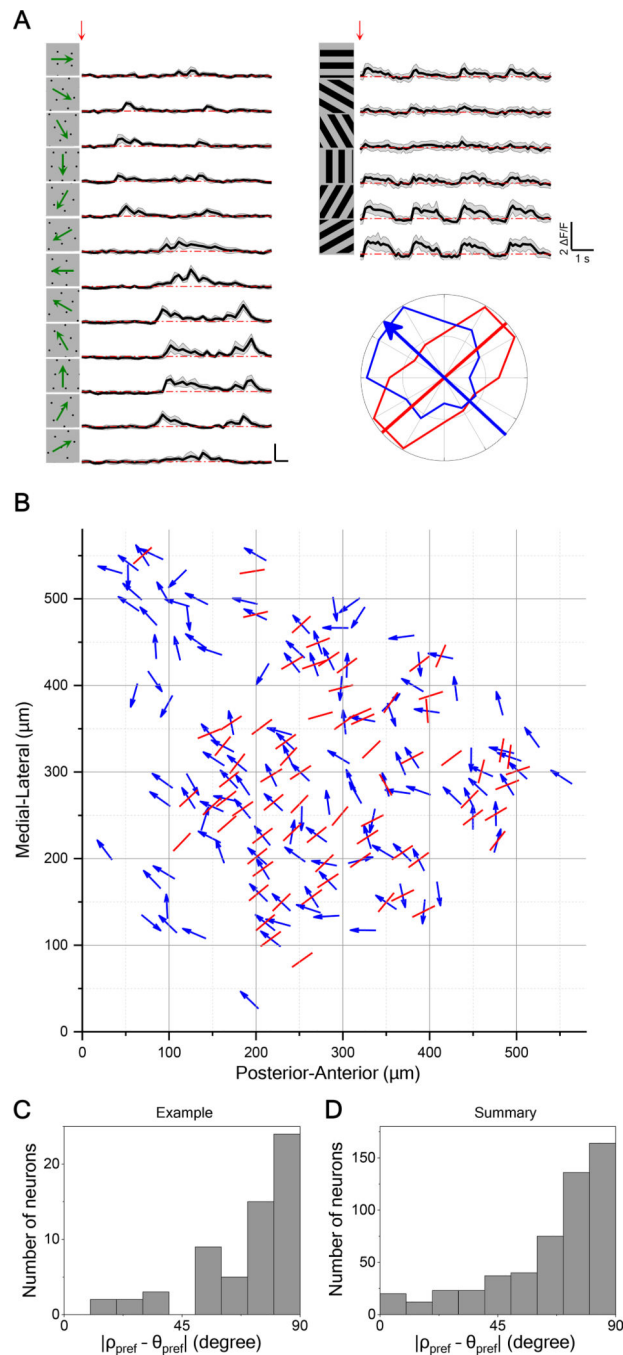 A
2 ΔF/F
1 s
B
Medial-Lateral (μm)
500
400
300
200
100
0
0 100 200 300 400 500
Posterior-Anterior (μm)
C
Example
Number of neurons
20
10
0
0 45 90
|ρpref - θpref| (degree)
D
Summary
Number of neurons
150
100
50
0
0 45 90
|ρpref - θpref| (degree)